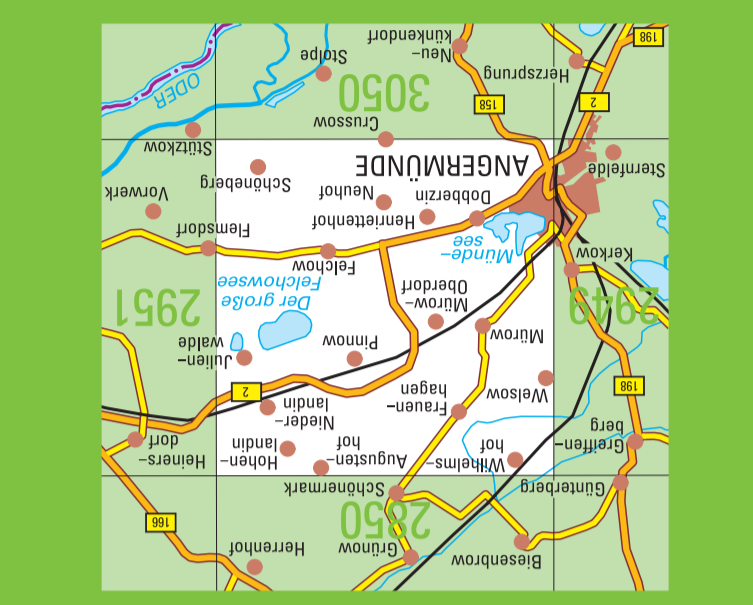 Biesenbrow
Grünow
Herrenhof
2850
166
Günterberg
Schönermark
Wilhelms-
hof
Augusten-
hof
Hohen-
landin
Heiners-
dorf
Greiffen-
berg
Frauen-
hagen
Nieder-
landin
198
Welsow
2
Mürow
Pinnow
Julien-
walde
2949
Mürow-
Oberdorf
Der große
Felchowsee
2951
Kerkow
Münde-
see
Felchow
Flemsdorf
Dobberzin
Henriettenhof
Neuhof
Schöneberg
Vorwerk
Sternfelde
ANGERMÜNDE
Stützkow
Crussow
2
158
3050
Herzsprung
Neu-
künkendorf
Stolpe
ODER
198